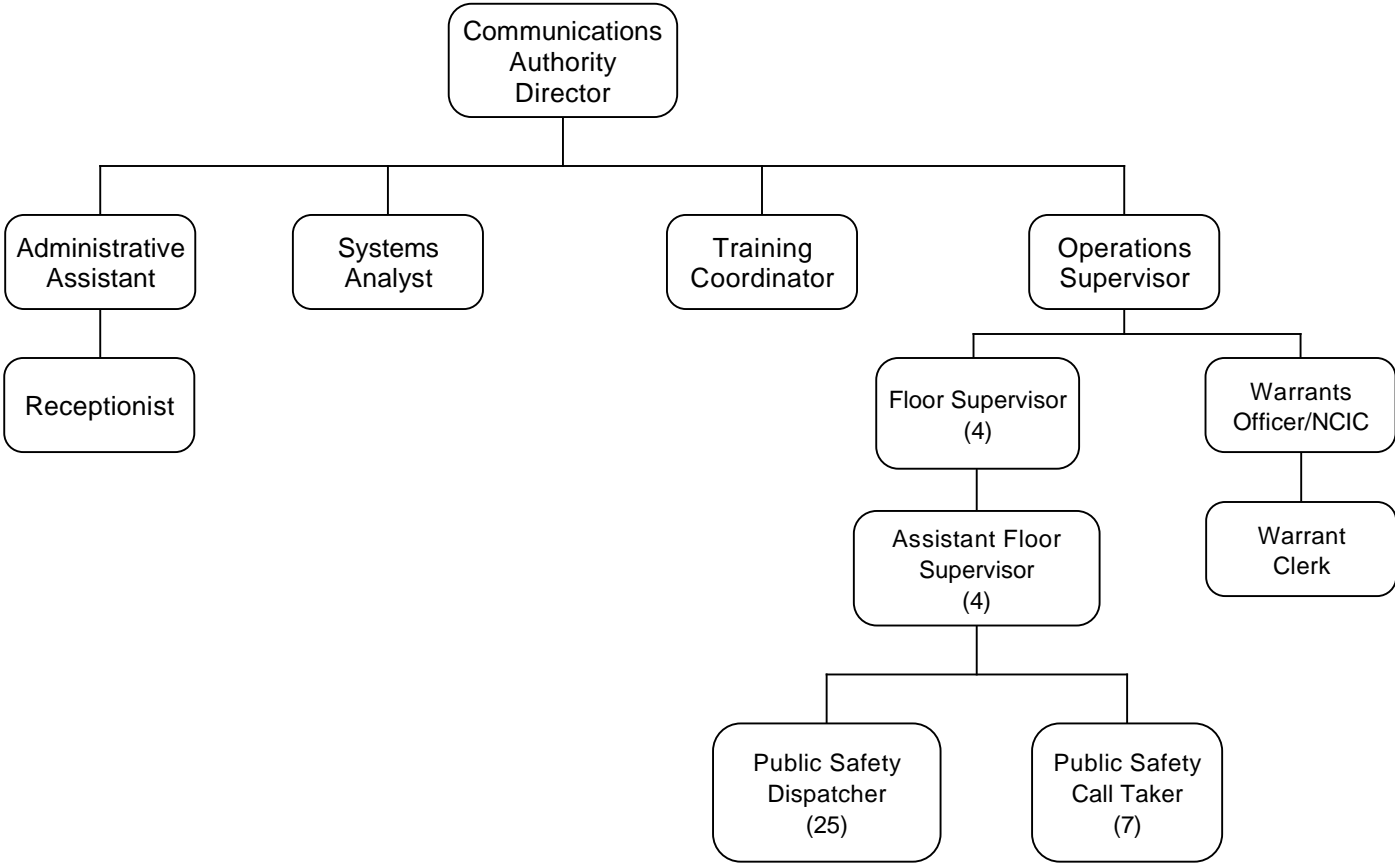 Communications
Authority
Director
Administrative
Assistant
Systems
Analyst
Training
Coordinator
Operations
Supervisor
Receptionist
Floor Supervisor
(4)
Warrants
Officer/NCIC
Assistant Floor
Supervisor
(4)
Warrant
Clerk
Public Safety
Dispatcher
(25)
Public Safety
Call Taker
(7)